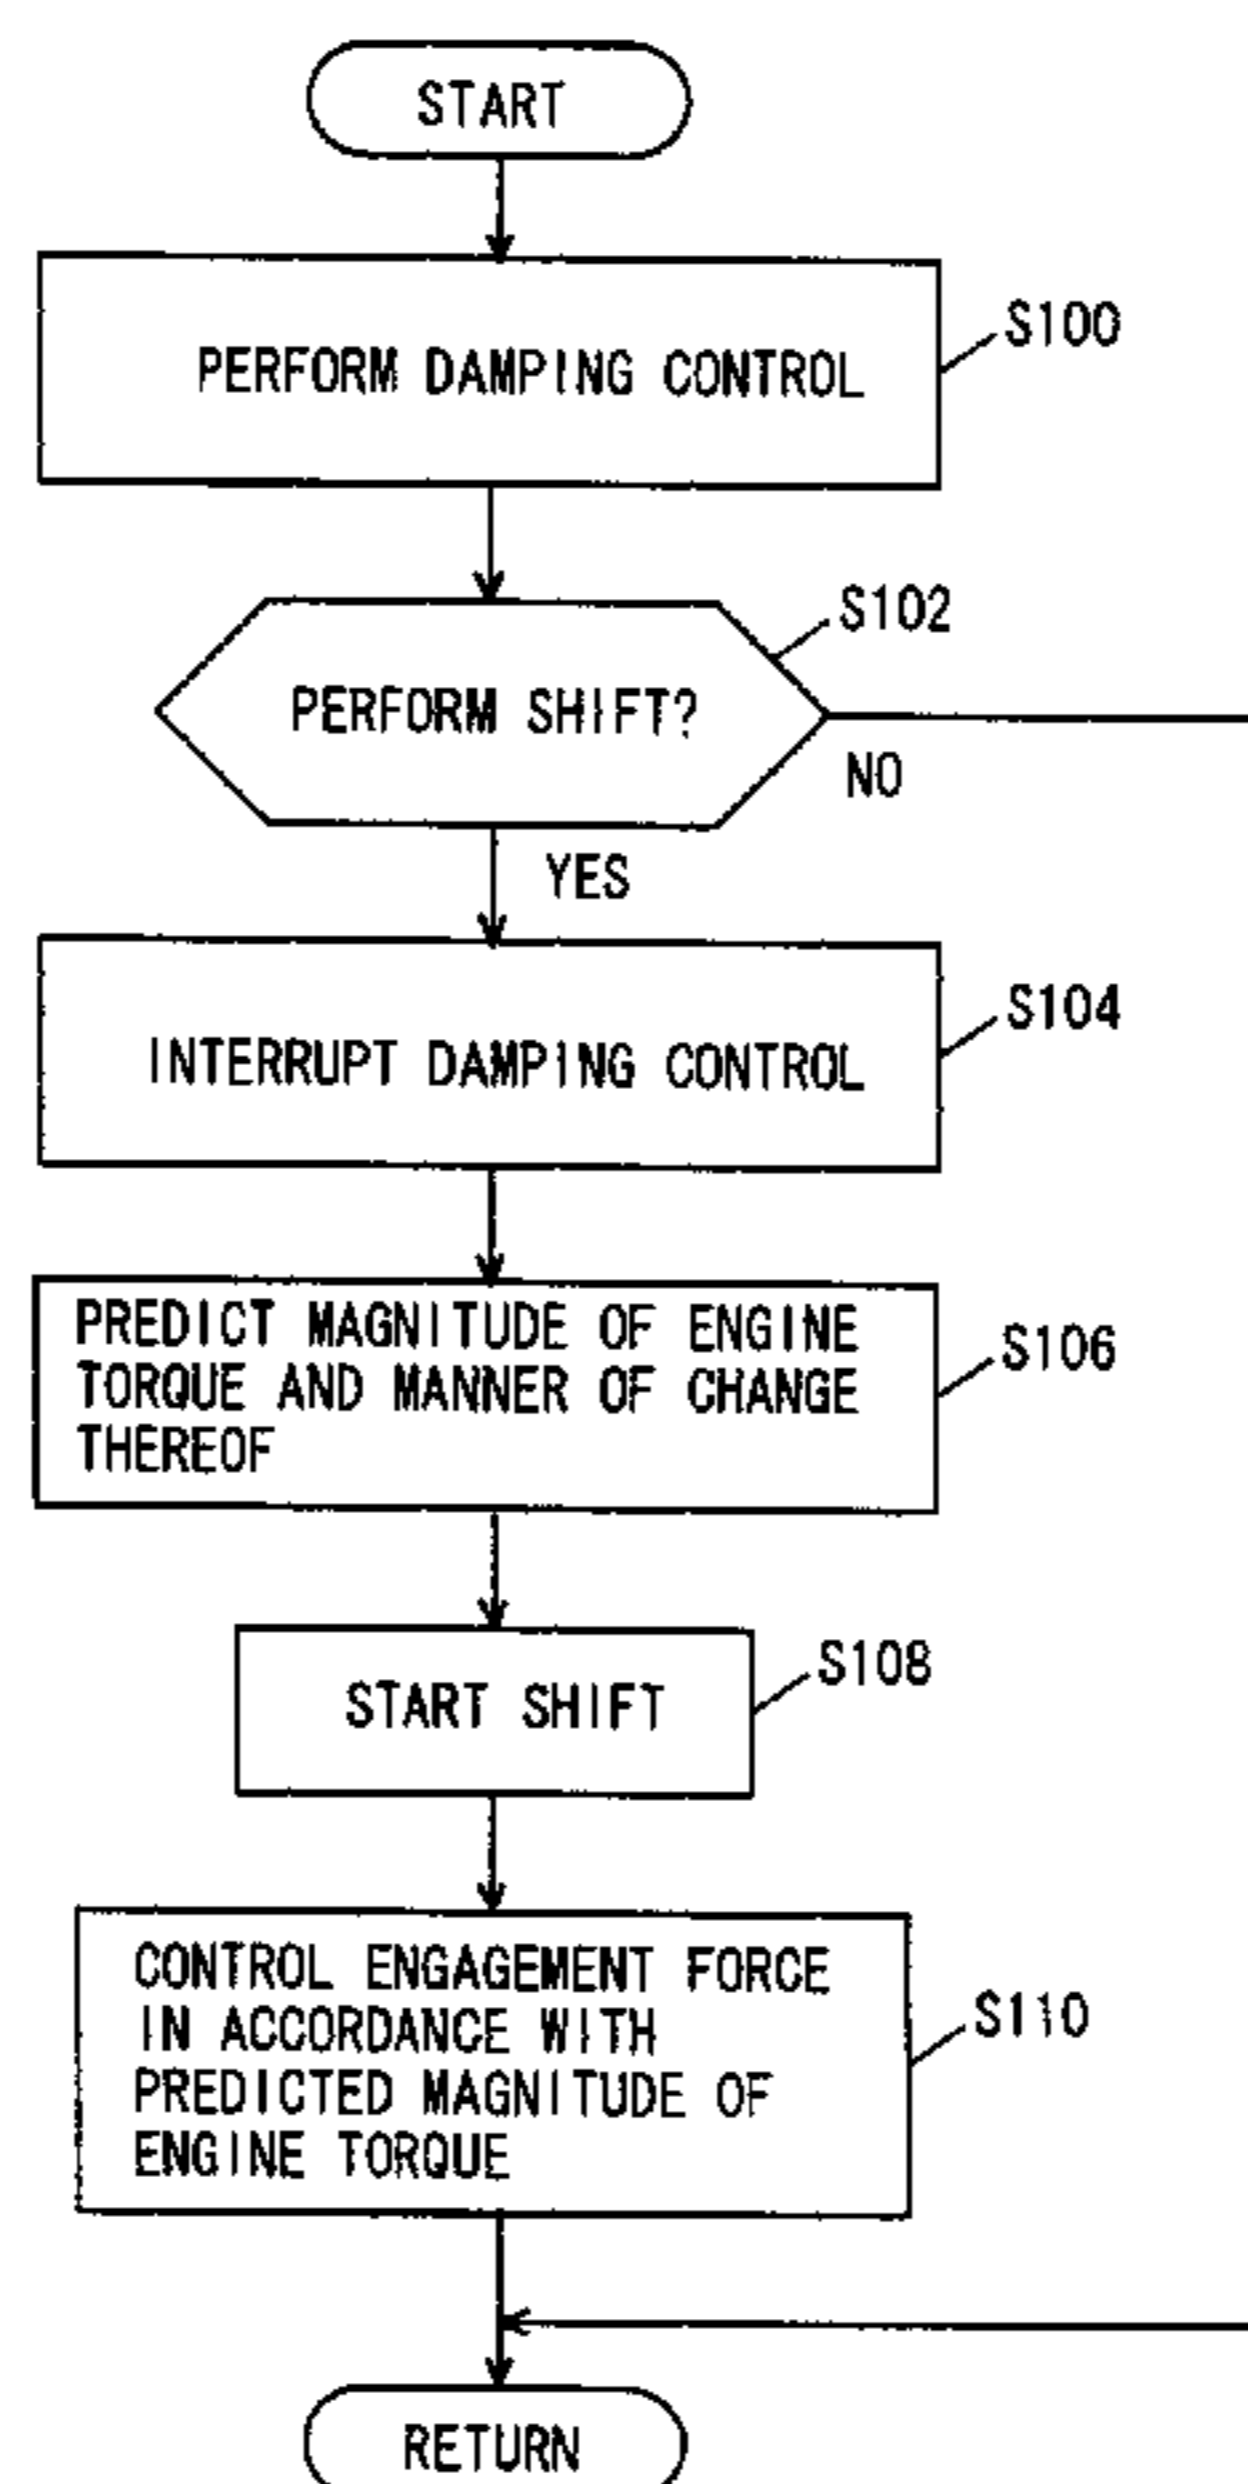 START
PERFORM DAMPING CONTROL
S100
PERFORM SHIFT?
S102
NO
YES
INTERRUPT DAMPING CONTROL
S104
PREDICT MAGNITUDE OF ENGINE
TORQUE AND MANNER OF CHANGE
THEREOF
S106
START SHIFT
S108
CONTROL ENGAGEMENT FORCE
IN ACCORDANCE WITH
PREDICTED MAGNITUDE OF
ENGINE TORQUE
S110
RETURN